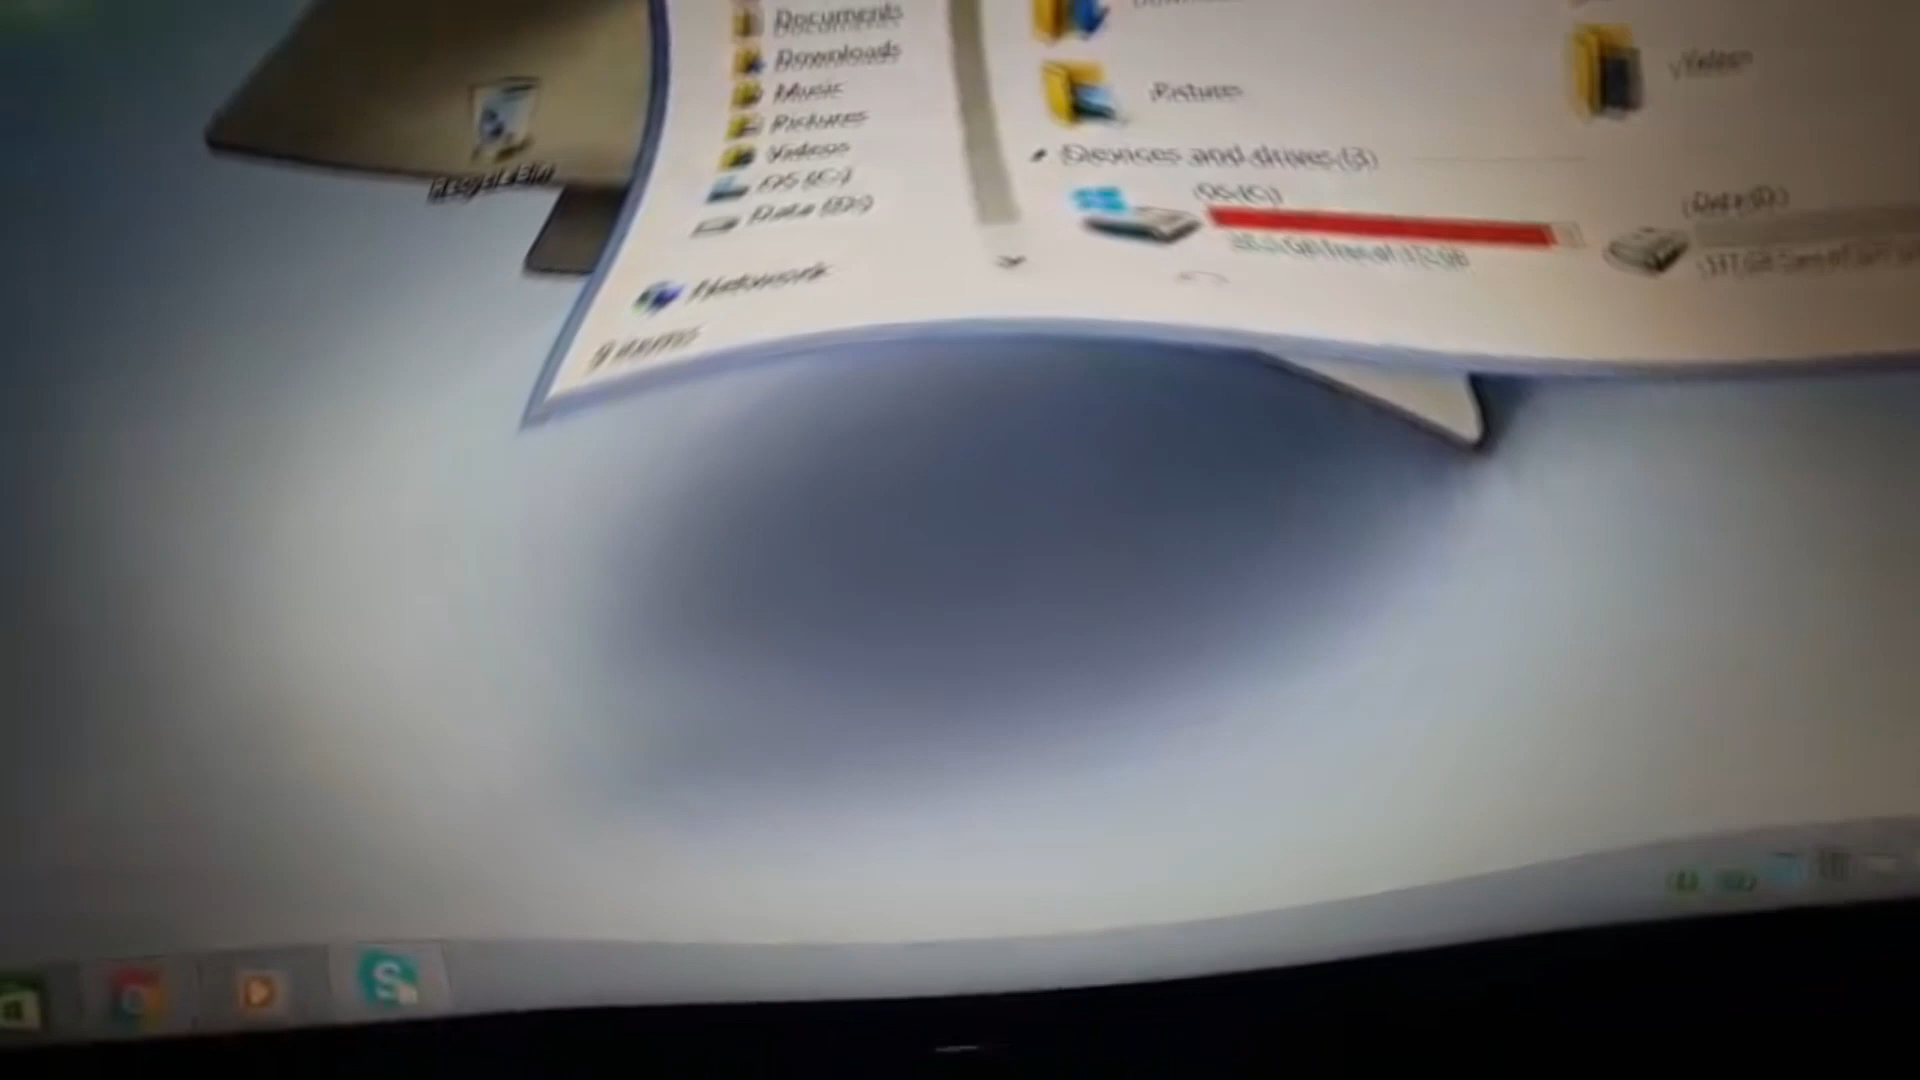 Documents
Downloads
Music
Pictures
Videos
OS (C:)
Data (D:)
Network
9 items
Pictures
Videos
Devices and drives (3)
OS (C:)
Data (D:)
Recycle Bin
S